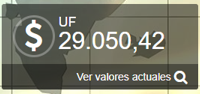 $
UF
29.050,42
Ver valores actuales